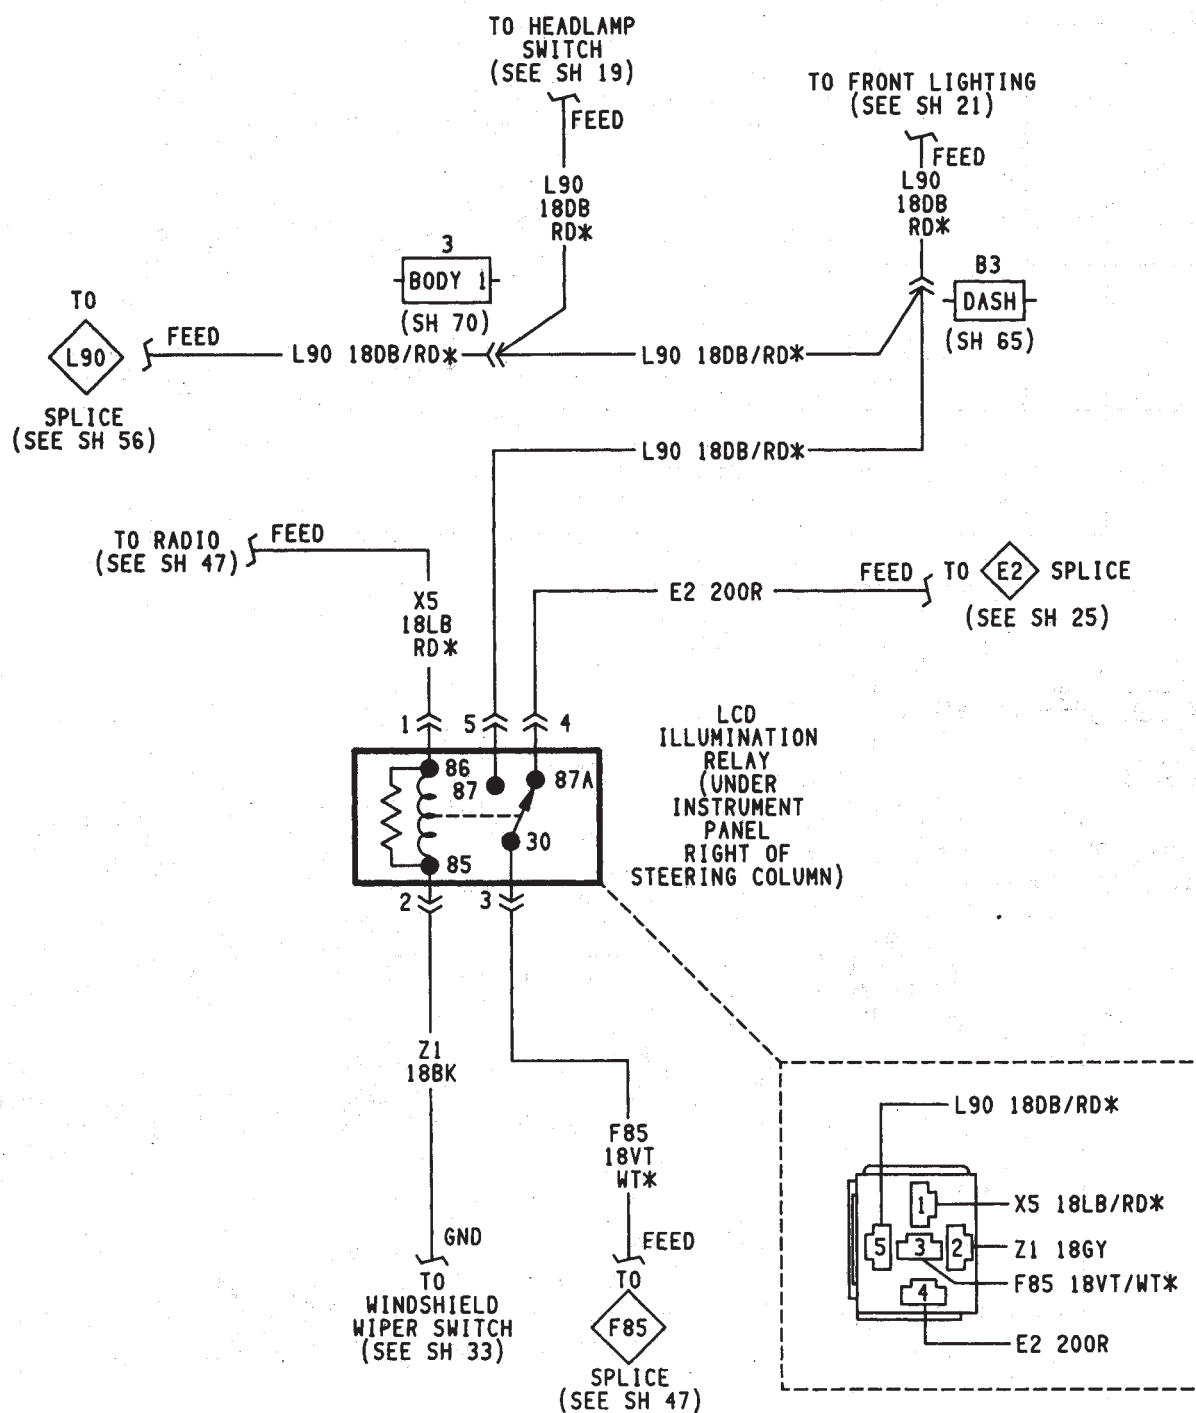 TO HEADLAMP
SWITCH
(SEE SH 19)
FEED
TO FRONT LIGHTING
(SEE SH 21)
FEED
L90
18DB
RD*
L90
18DB
RD*
3
BODY 1
(SH 70)
B3
DASH
(SH 65)
TO
L90
SPLICE
(SEE SH 56)
FEED
L90 18DB/RD*
L90 18DB/RD*
L90 18DB/RD*
TO RADIO
(SEE SH 47)
FEED
X5
18LB
RD*
E2 200R
FEED
TO E2 SPLICE
(SEE SH 25)
1
5
4
86
87
87A
30
85
2
3
LCD
ILLUMINATION
RELAY
(UNDER
INSTRUMENT
PANEL
RIGHT OF
STEERING COLUMN)
Z1
18BK
GND
TO
WINDSHIELD
WIPER SWITCH
(SEE SH 33)
F85
18VT
WT*
FEED
TO
F85
SPLICE
(SEE SH 47)
L90 18DB/RD*
1
X5 18LB/RD*
5
3
2
Z1 18GY
F85 18VT/WT*
4
E2 200R